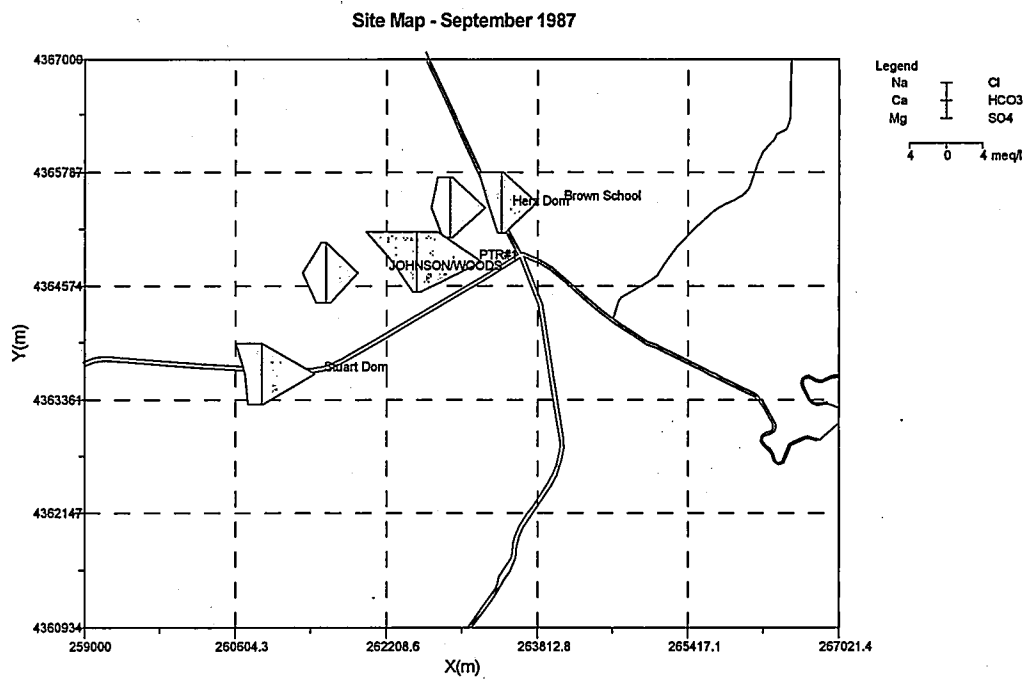 Site Map - September 1987
Legend
Na Cl
Ca HCO3
Mg SO4
4 0 4 meq/l
4367000
4365787
4364574
4363361
4362147
4360934
Y(m)
Brown School
Herz Dom
PTR#1
JOHNSON/WOODS
Stuart Dom
259000 260604.3 262208.6 263812.8 265417.1 267021.4
X(m)